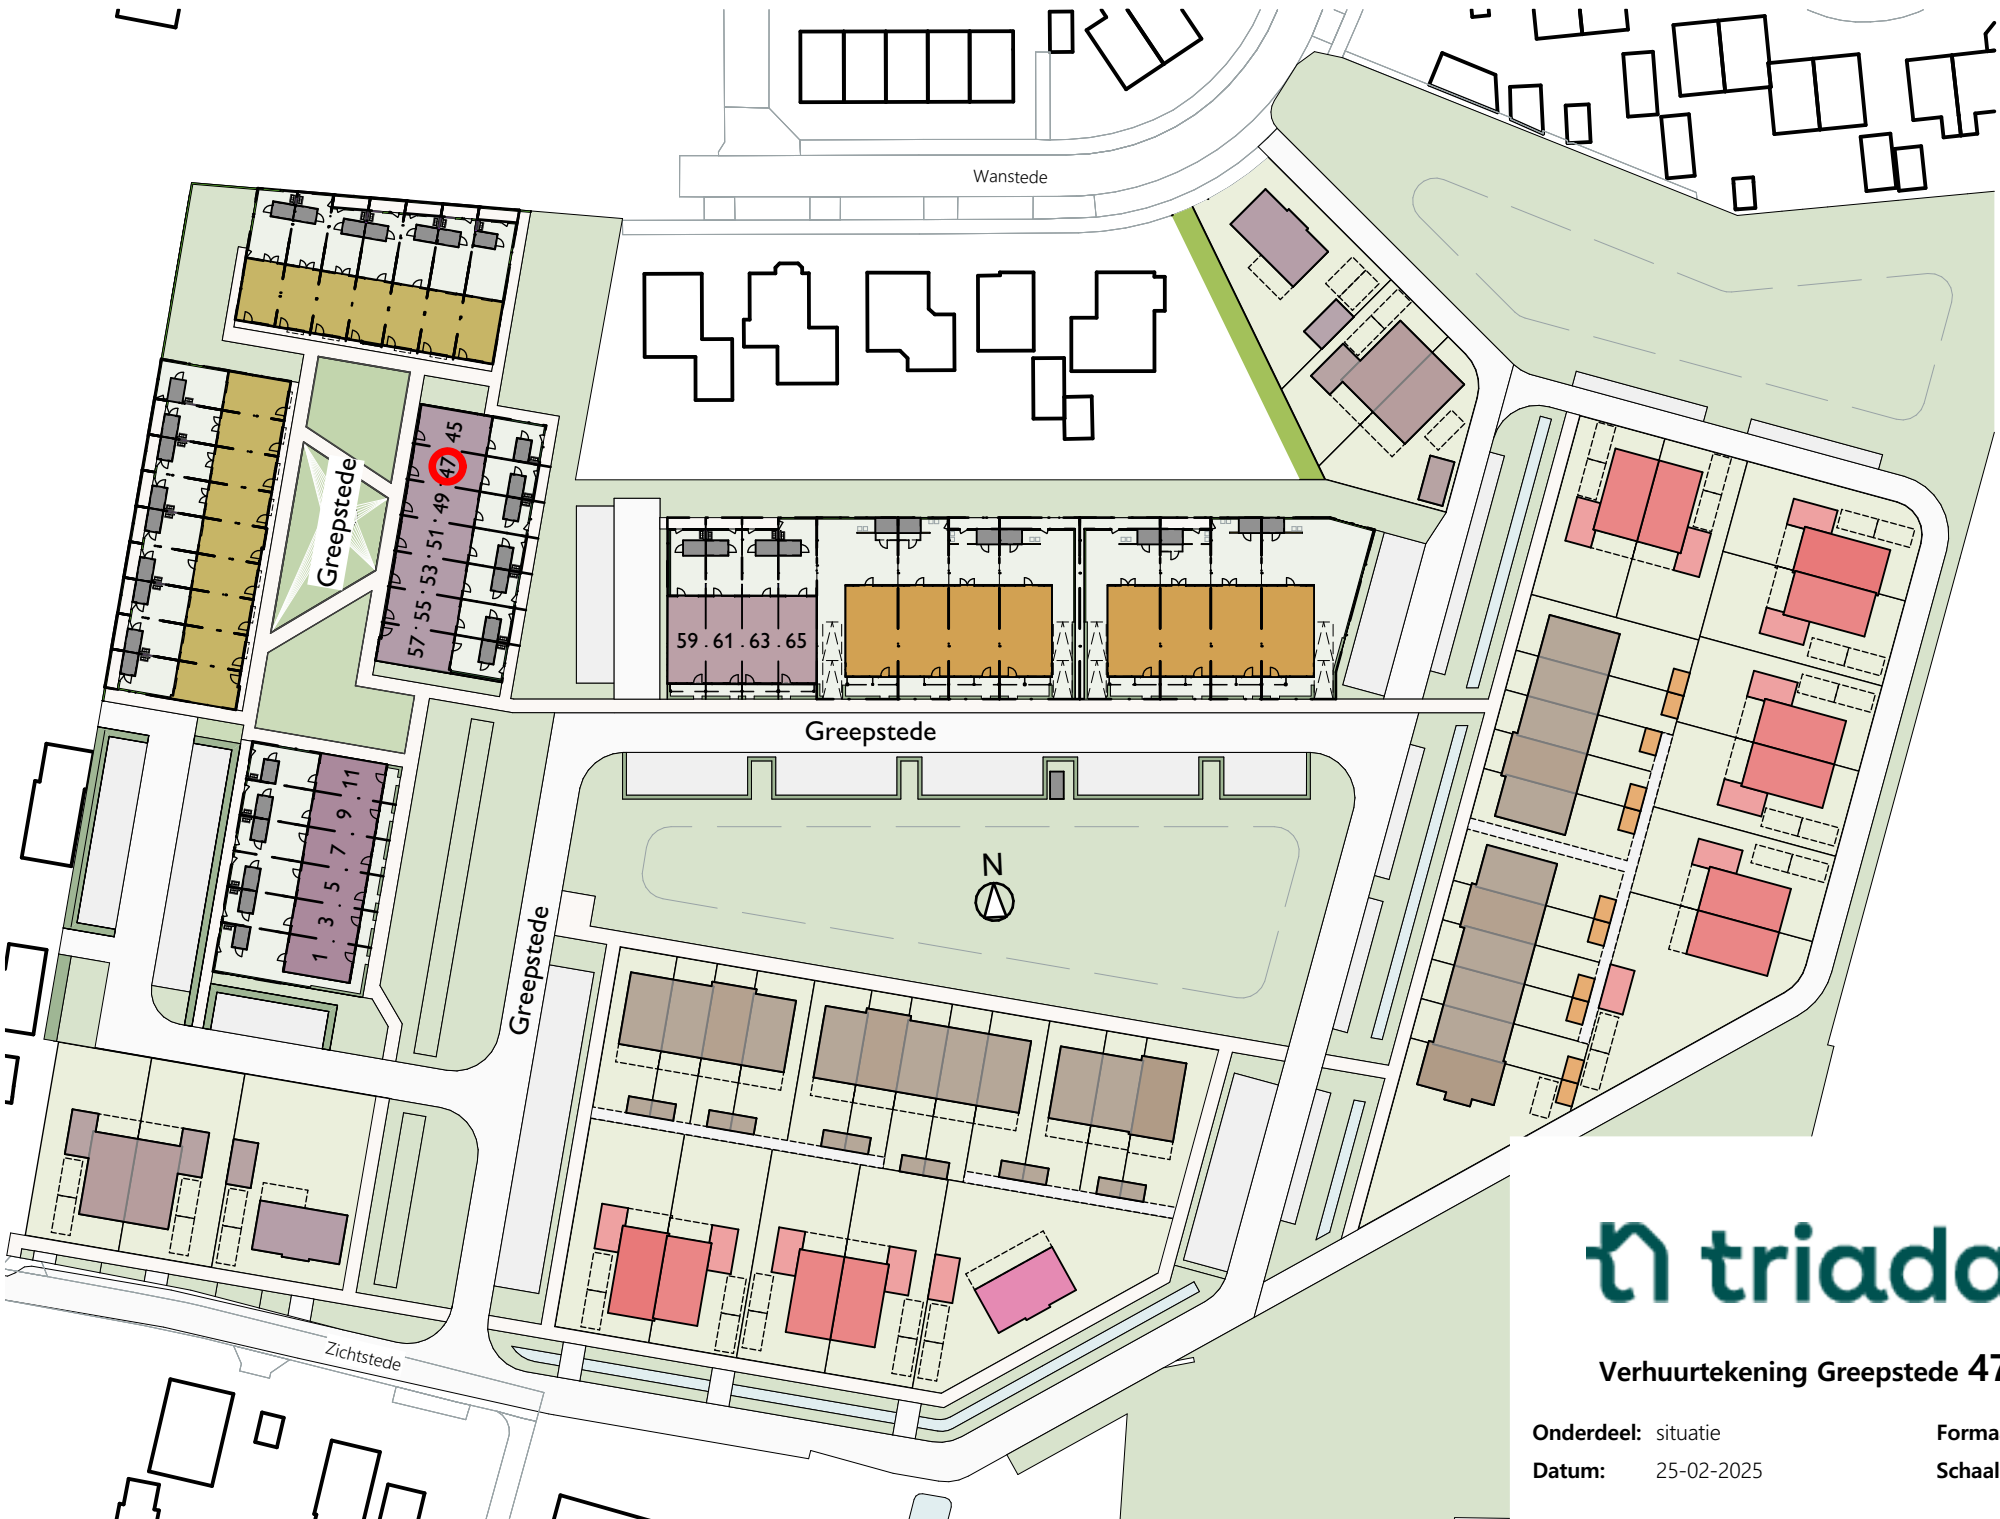 Wanstede
45
47
49
51
53
55
57
Greepstede
59 . 61 . 63 . 65
Greepstede
1 . 3 . 5 . 7 . 9 . 11
N
Greepstede
Zichtstede
triada
Verhuurtekening Greepstede 47
Onderdeel: situatie
Forma
Datum: 25-02-2025
Schaal